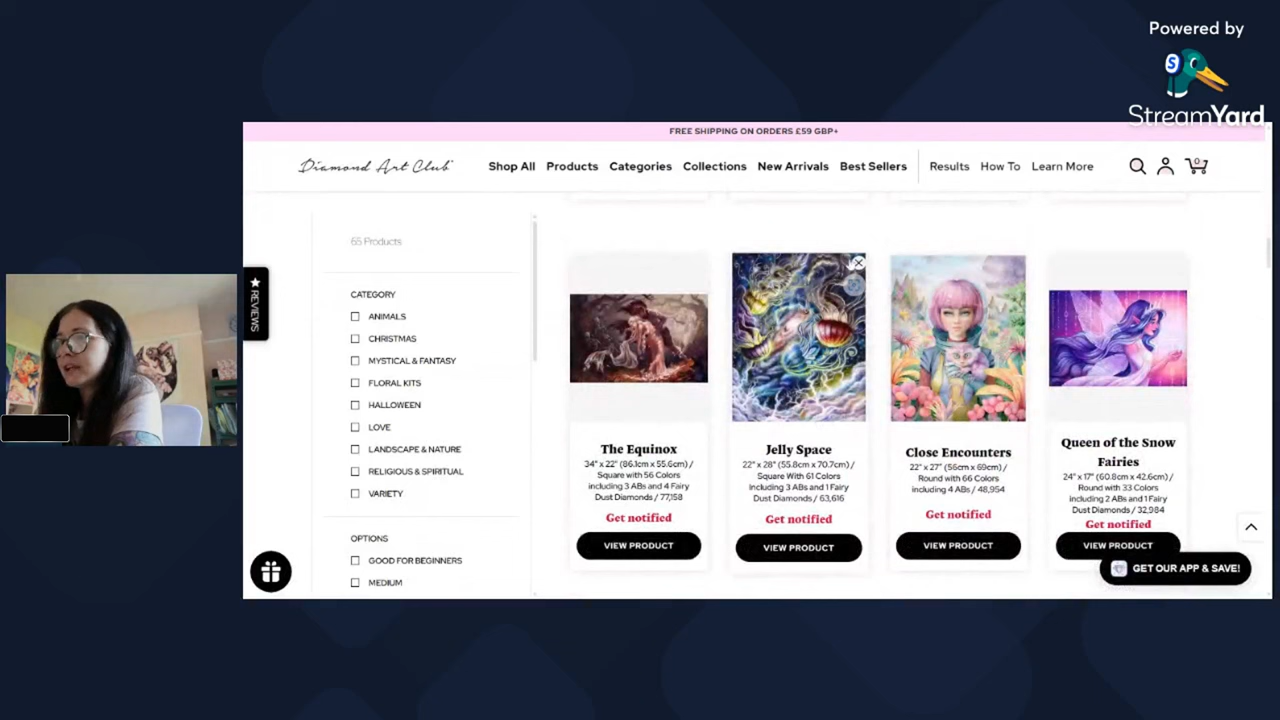 Powered by
S
StreamYard
FREE SHIPPING ON ORDERS £59 GBP+
Diamond Art Club
Shop All Products Categories Collections New Arrivals Best Sellers Results How To Learn More
0
65 Products
★ REVIEWS
CATEGORY
ANIMALS
CHRISTMAS
MYSTICAL & FANTASY
FLORAL KITS
HALLOWEEN
LOVE
LANDSCAPE & NATURE
RELIGIOUS & SPIRITUAL
VARIETY
OPTIONS
GOOD FOR BEGINNERS
MEDIUM
The Equinox
34" x 22" (86.1cm x 55.6cm) /
Square with 56 Colors
including 3 ABs and 4 Fairy
Dust Diamonds / 77,158
Get notified
VIEW PRODUCT
Jelly Space
22" x 28" (55.8cm x 70.7cm) /
Square With 61 Colors
Including 3 ABs and 1 Fairy
Dust Diamonds / 63,616
Get notified
VIEW PRODUCT
Close Encounters
22" x 27" (56cm x 69cm) /
Round with 66 Colors
including 4 ABs / 48,954
Get notified
VIEW PRODUCT
Queen of the Snow
Fairies
24" x 17" (60.8cm x 42.6cm) /
Round with 33 Colors
including 2 ABs and 1 Fairy
Dust Diamonds / 32,984
Get notified
VIEW PRODUCT
GET OUR APP & SAVE!